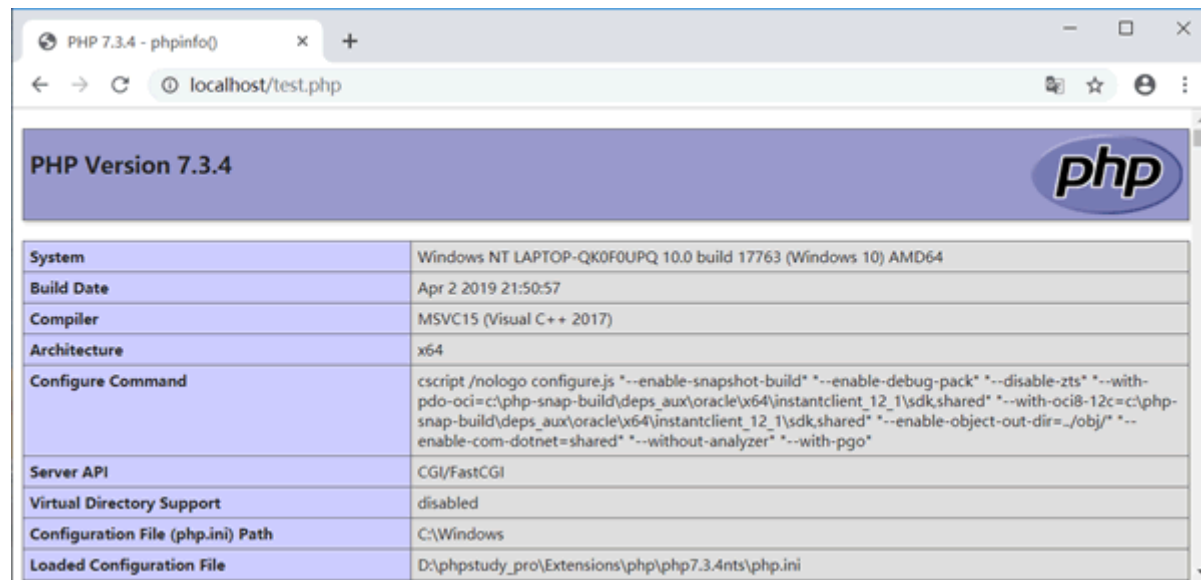 PHP 7.3.4 - phpinfo()
localhost/test.php
PHP Version 7.3.4
php
System
Windows NT LAPTOP-QK0F0UPQ 10.0 build 17763 (Windows 10) AMD64
Build Date
Apr 2 2019 21:50:57
Compiler
MSVC15 (Visual C++ 2017)
Architecture
x64
Configure Command
cscript /nologo configure.js "--enable-snapshot-build" "--enable-debug-pack" "--disable-zts" "--with-
pdo-oci=c:\php-snap-build\deps_aux\oracle\x64\instantclient_12_1\sdk,shared" "--with-oci8-12c=c:\php-
snap-build\deps_aux\oracle\x64\instantclient_12_1\sdk,shared" "--enable-object-out-dir=../obj/" "--
enable-com-dotnet=shared" "--without-analyzer" "--with-pgo"
Server API
CGI/FastCGI
Virtual Directory Support
disabled
Configuration File (php.ini) Path
C:\Windows
Loaded Configuration File
D:\phpstudy_pro\Extensions\php\php7.3.4nts\php.ini